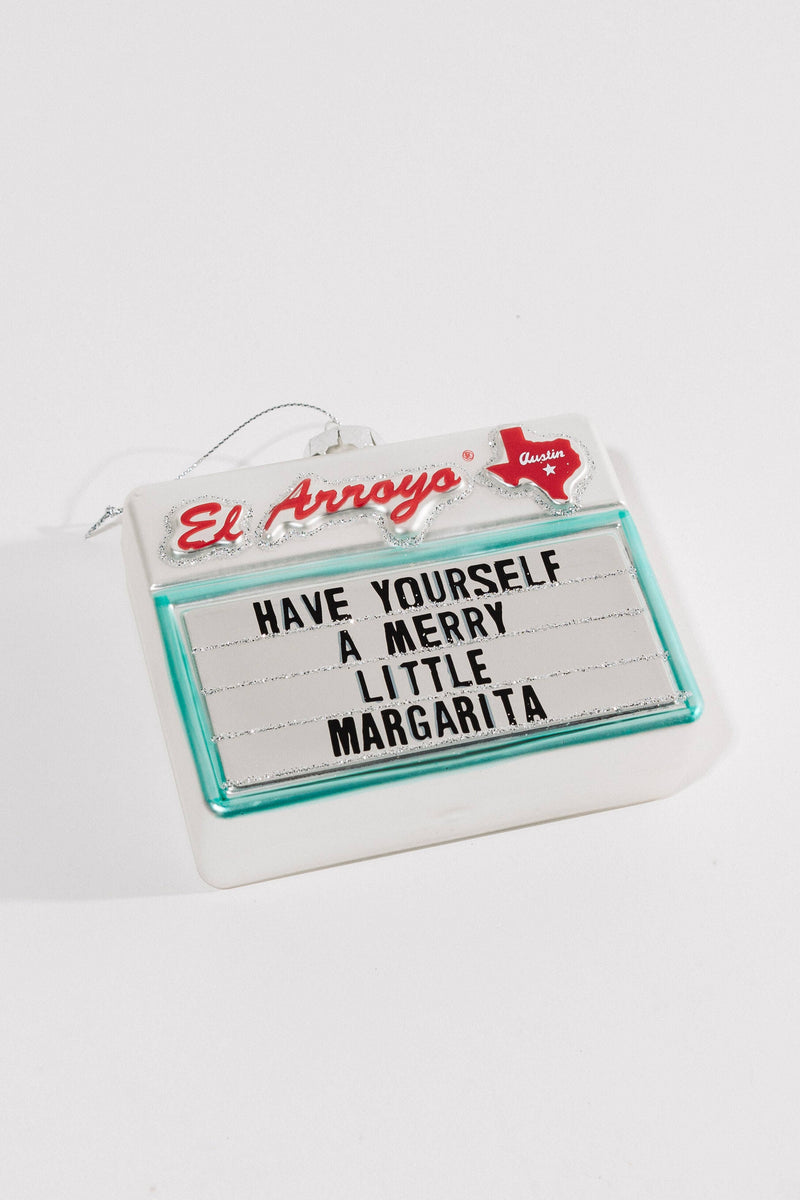 El Arroyo®
Austin
HAVE YOURSELF
A MERRY
LITTLE
MARGARITA